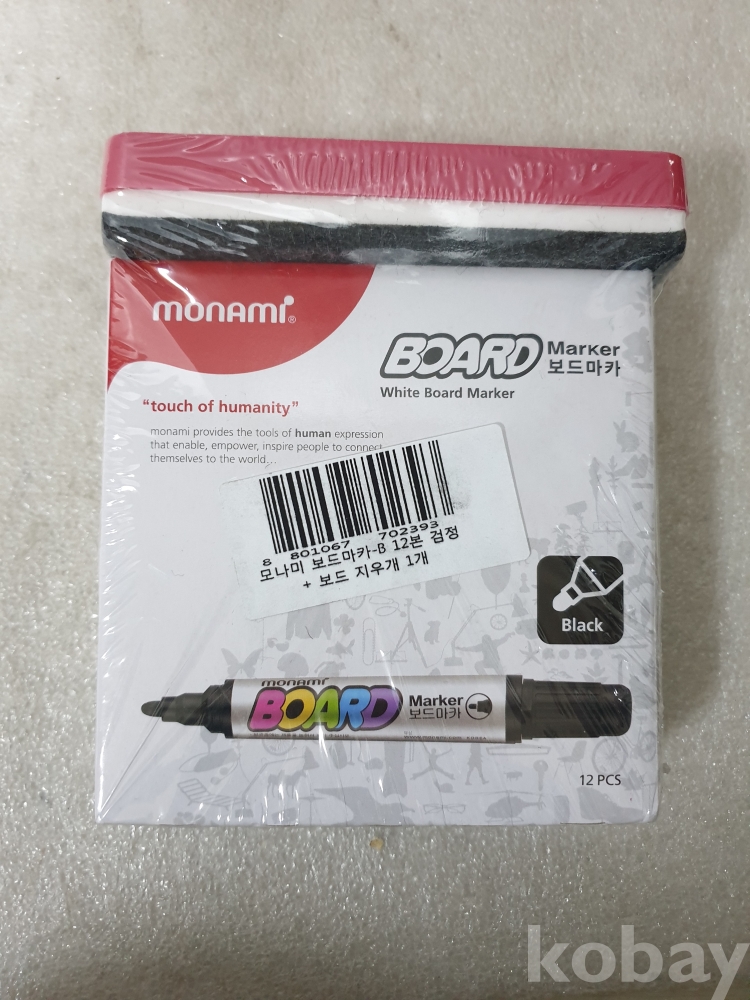 monami®
BOARD Marker
보드마카
White Board Marker
“touch of humanity”
monami provides the tools of human expression
that enable, empower, inspire people to connect
themselves to the world...
8 801067 702393
모나미 보드마카-B 12본 검정
+ 보드 지우개 1개
Black
monami
BOARD Marker
보드마카
12 PCS
kobay